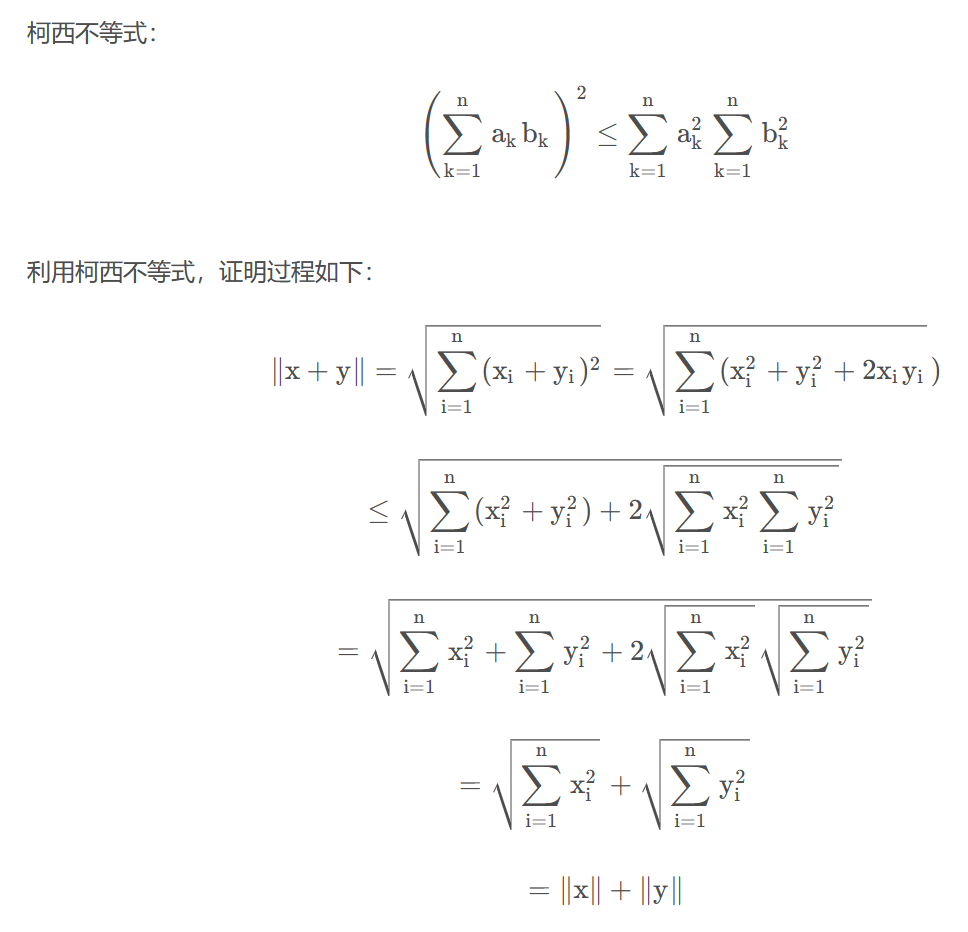 柯西不等式：
$$\left(\sum_{k=1}^{n} a_k b_k\right)^2 \leq \sum_{k=1}^{n} a_k^2 \sum_{k=1}^{n} b_k^2$$
利用柯西不等式，证明过程如下：
$$\|x+y\| = \sqrt{\sum_{i=1}^{n}(x_i+y_i)^2} = \sqrt{\sum_{i=1}^{n}(x_i^2+y_i^2+2x_iy_i)}$$
$$\leq \sqrt{\sum_{i=1}^{n}(x_i^2+y_i^2)+2\sqrt{\sum_{i=1}^{n}x_i^2\sum_{i=1}^{n}y_i^2}}$$
$$= \sqrt{\sum_{i=1}^{n}x_i^2+\sum_{i=1}^{n}y_i^2+2\sqrt{\sum_{i=1}^{n}x_i^2}\sqrt{\sum_{i=1}^{n}y_i^2}}$$
$$= \sqrt{\sum_{i=1}^{n}x_i^2}+\sqrt{\sum_{i=1}^{n}y_i^2}$$
$$= \|x\|+\|y\|$$